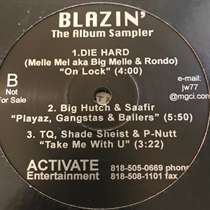 BLAZIN'
The Album Sampler
1.DIE HARD
(Melle Mel aka Big Melle & Rondo)
"On Lock" (4:00)
B
Not
For Sale
e-mail:
jw77
@mgci.com
2. Big Hutch & Saafir
"Playaz, Gangstas & Ballers" (5:50)
3. TQ, Shade Sheist & P-Nutt
"Take Me With U" (3:22)
ACTIVATE
Entertainment
818-505-0669 phone
818-508-1101 fax